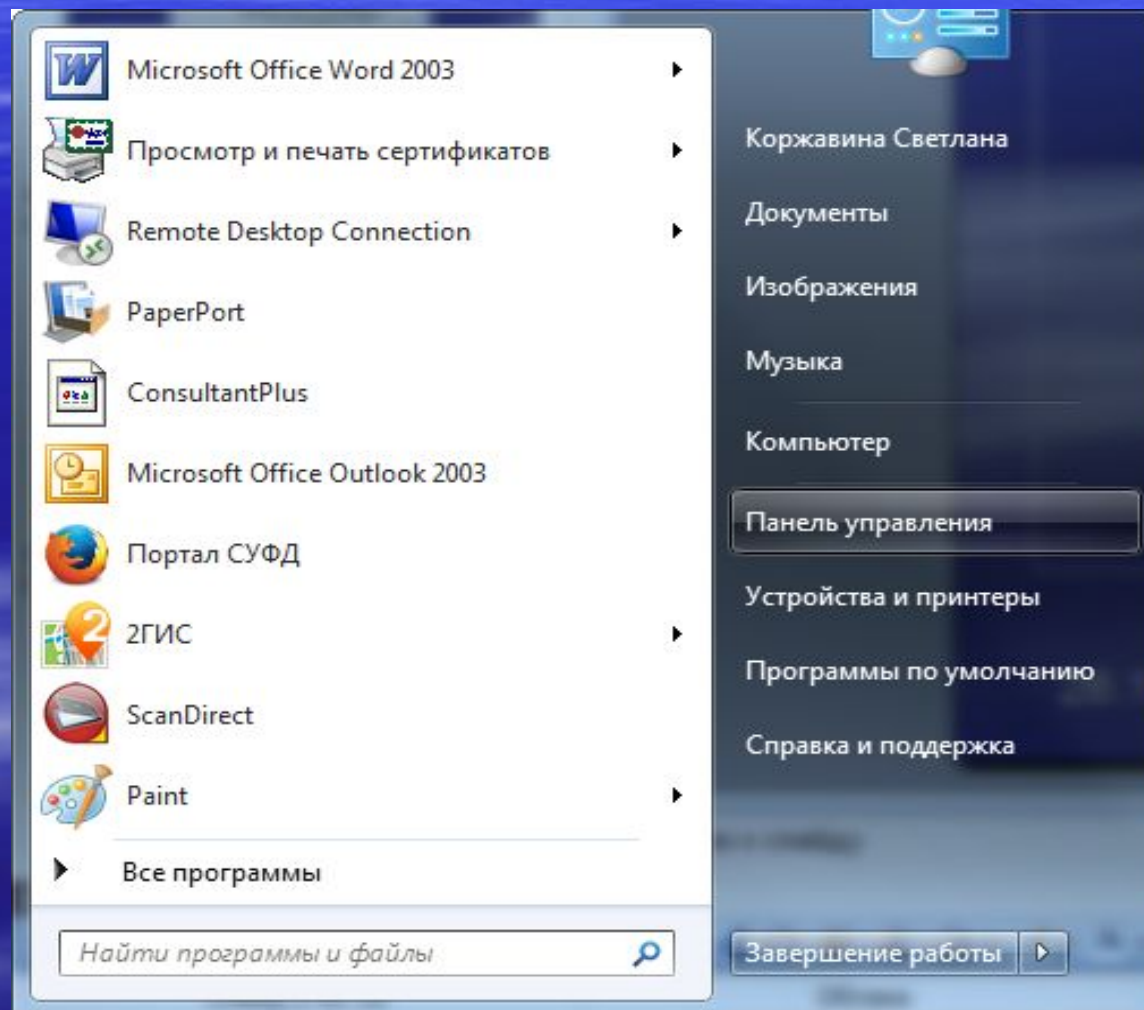 Microsoft Office Word 2003
Просмотр и печать сертификатов
Remote Desktop Connection
PaperPort
ConsultantPlus
Microsoft Office Outlook 2003
Портал СУФД
2ГИС
ScanDirect
Paint
Все программы
Найти программы и файлы
Коржавина Светлана
Документы
Изображения
Музыка
Компьютер
Панель управления
Устройства и принтеры
Программы по умолчанию
Справка и поддержка
Завершение работы